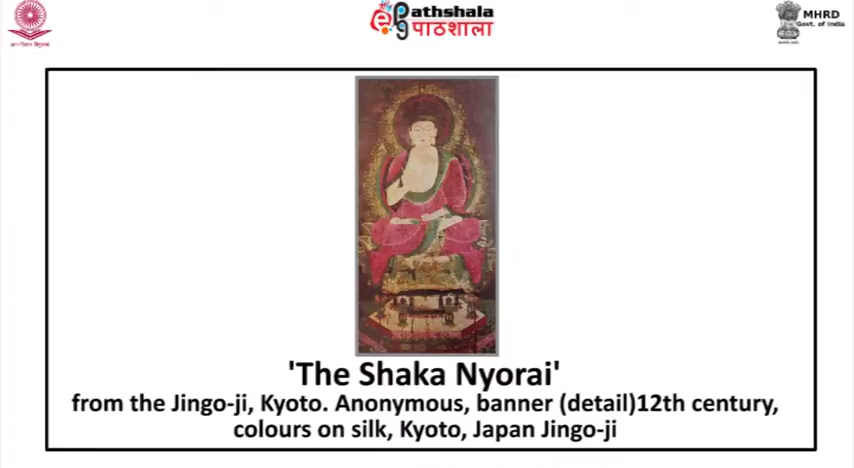 epg Pathshala
पाठशाला
MHRD
Govt. of India
'The Shaka Nyorai'
from the Jingo-ji, Kyoto. Anonymous, banner (detail)12th century,
colours on silk, Kyoto, Japan Jingo-ji